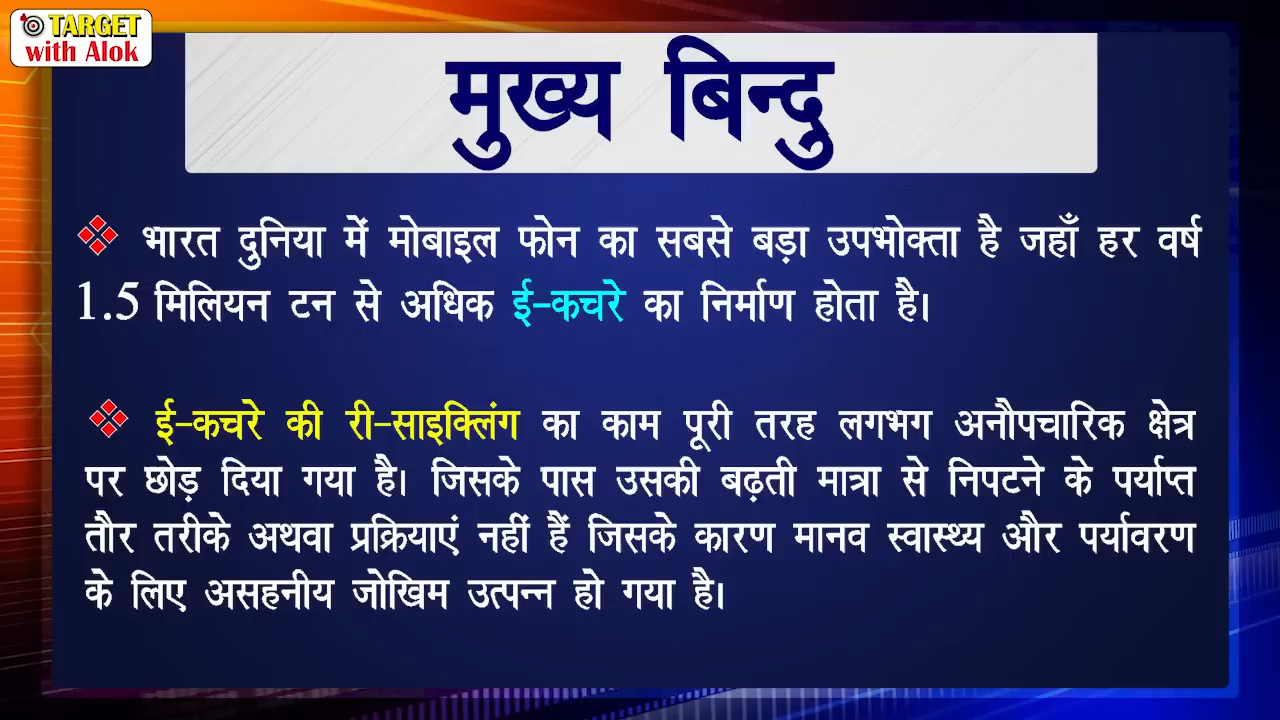 TARGET
with Alok
मुख्य बिन्दु
भारत दुनिया में मोबाइल फोन का सबसे बड़ा उपभोक्ता है जहाँ हर वर्ष
1.5 मिलियन टन से अधिक ई-कचरे का निर्माण होता है।
ई-कचरे की री-साइक्लिंग का काम पूरी तरह लगभग अनौपचारिक क्षेत्र
पर छोड़ दिया गया है। जिसके पास उसकी बढ़ती मात्रा से निपटने के पर्याप्त
तौर तरीके अथवा प्रक्रियाएं नहीं हैं जिसके कारण मानव स्वास्थ्य और पर्यावरण
के लिए असहनीय जोखिम उत्पन्न हो गया है।